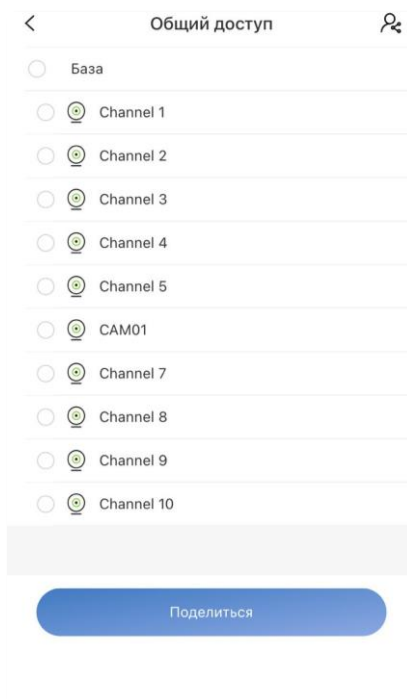 Общий доступ
База
Channel 1
Channel 2
Channel 3
Channel 4
Channel 5
CAM01
Channel 7
Channel 8
Channel 9
Channel 10
Поделиться